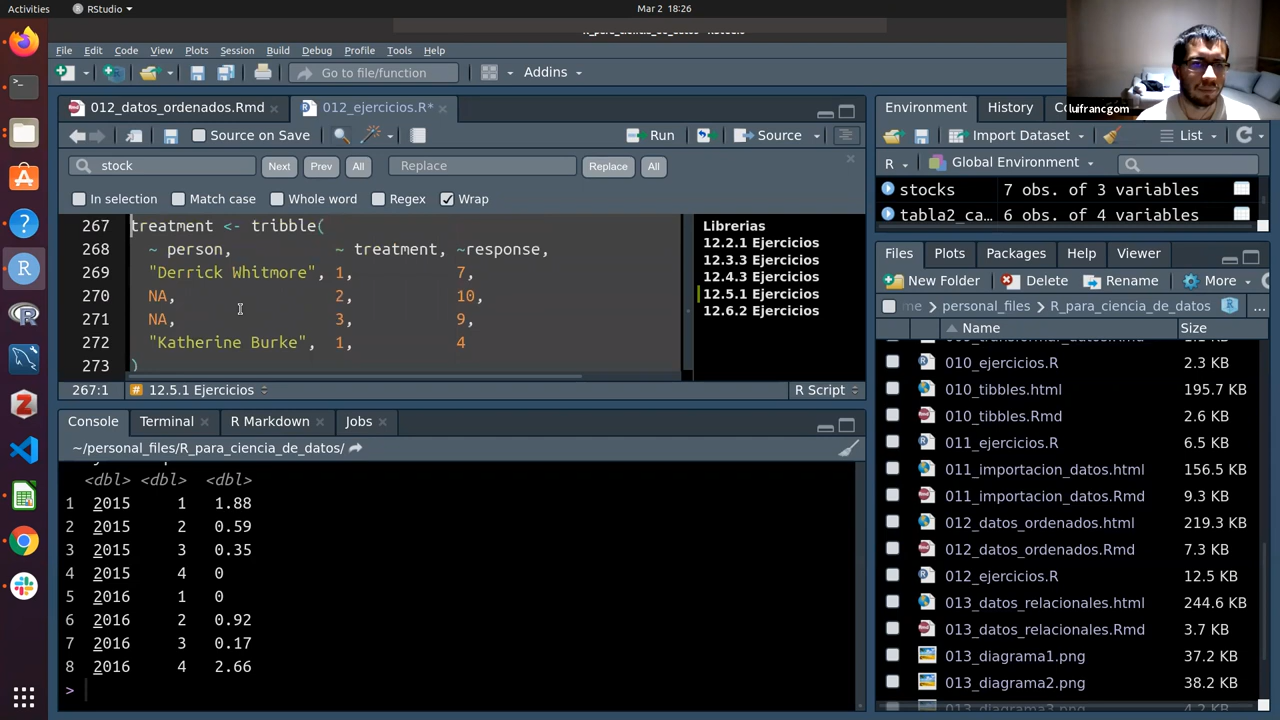 Activities RStudio Mar 2 18:26
R_para_ciencia_de_datos - RStudio
File Edit Code View Plots Session Build Debug Profile Tools Help
Go to file/function Addins
luifrancgom
012_datos_ordenados.Rmd 012_ejercicios.R*
Source on Save Run Source
stock Next Prev All Replace Replace All
In selection Match case Whole word Regex Wrap
267 treatment <- tribble(
268 ~ person, ~ treatment, ~response,
269 "Derrick Whitmore", 1, 7,
270 NA, 2, 10,
271 NA, 3, 9,
272 "Katherine Burke", 1, 4
273 )
267:1 # 12.5.1 Ejercicios R Script
Librerias
12.2.1 Ejercicios
12.3.3 Ejercicios
12.4.3 Ejercicios
12.5.1 Ejercicios
12.6.2 Ejercicios
Console Terminal R Markdown Jobs
~/personal_files/R_para_ciencia_de_datos/
<dbl> <dbl> <dbl>
1 2015 1 1.88
2 2015 2 0.59
3 2015 3 0.35
4 2015 4 0
5 2016 1 0
6 2016 2 0.92
7 2016 3 0.17
8 2016 4 2.66
>
Environment History
Import Dataset List
R Global Environment
stocks 7 obs. of 3 variables
tabla2_ca… 6 obs. of 4 variables
Files Plots Packages Help Viewer
New Folder Delete Rename More
me personal_files R_para_ciencia_de_datos ...
Name Size
010_ejercicios.R 2.3 KB
010_tibbles.html 195.7 KB
010_tibbles.Rmd 2.6 KB
011_ejercicios.R 6.5 KB
011_importacion_datos.html 156.5 KB
011_importacion_datos.Rmd 9.3 KB
012_datos_ordenados.html 219.3 KB
012_datos_ordenados.Rmd 7.3 KB
012_ejercicios.R 12.5 KB
013_datos_relacionales.html 244.6 KB
013_datos_relacionales.Rmd 3.7 KB
013_diagrama1.png 37.2 KB
013_diagrama2.png 38.2 KB